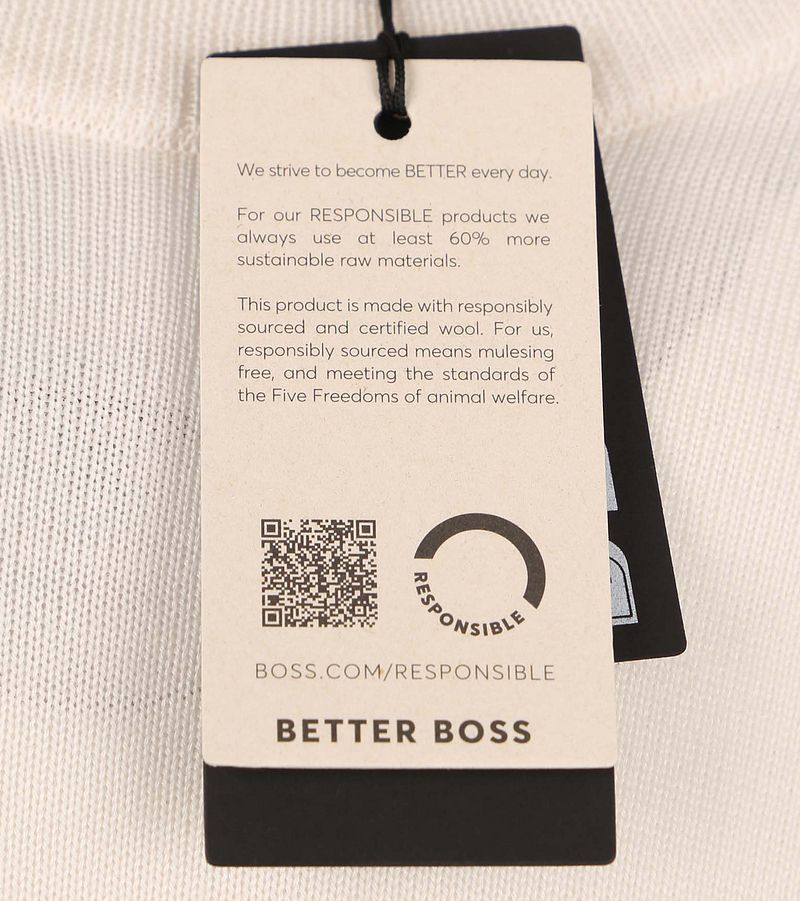 We strive to become BETTER every day.
For our RESPONSIBLE products we
always use at least 60% more
sustainable raw materials.
This product is made with responsibly
sourced and certified wool. For us,
responsibly sourced means mulesing
free, and meeting the standards of
the Five Freedoms of animal welfare.
RESPONSIBLE
BOSS.COM/RESPONSIBLE
BETTER BOSS